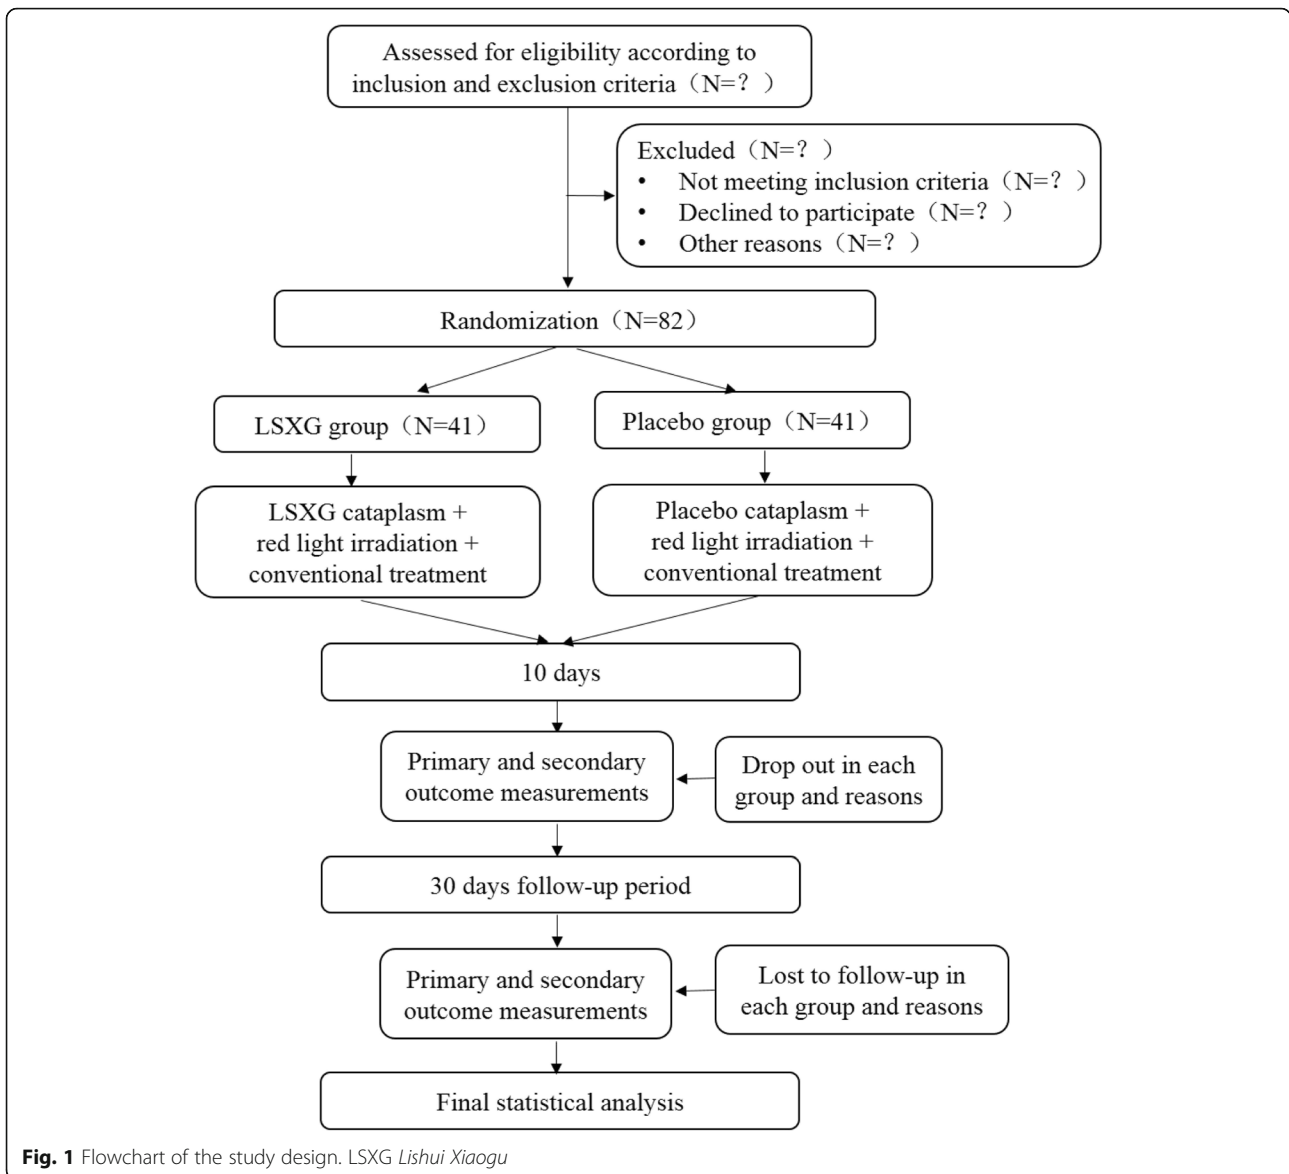 Assessed for eligibility according to
inclusion and exclusion criteria（N=？）
Excluded（N=？）
• Not meeting inclusion criteria（N=？）
• Declined to participate（N=？）
• Other reasons（N=？）
Randomization（N=82）
LSXG group（N=41）
Placebo group（N=41）
LSXG cataplasm +
red light irradiation +
conventional treatment
Placebo cataplasm +
red light irradiation +
conventional treatment
10 days
Primary and secondary
outcome measurements
Drop out in each
group and reasons
30 days follow-up period
Primary and secondary
outcome measurements
Lost to follow-up in
each group and reasons
Final statistical analysis
Fig. 1 Flowchart of the study design. LSXG Lishui Xiaogu